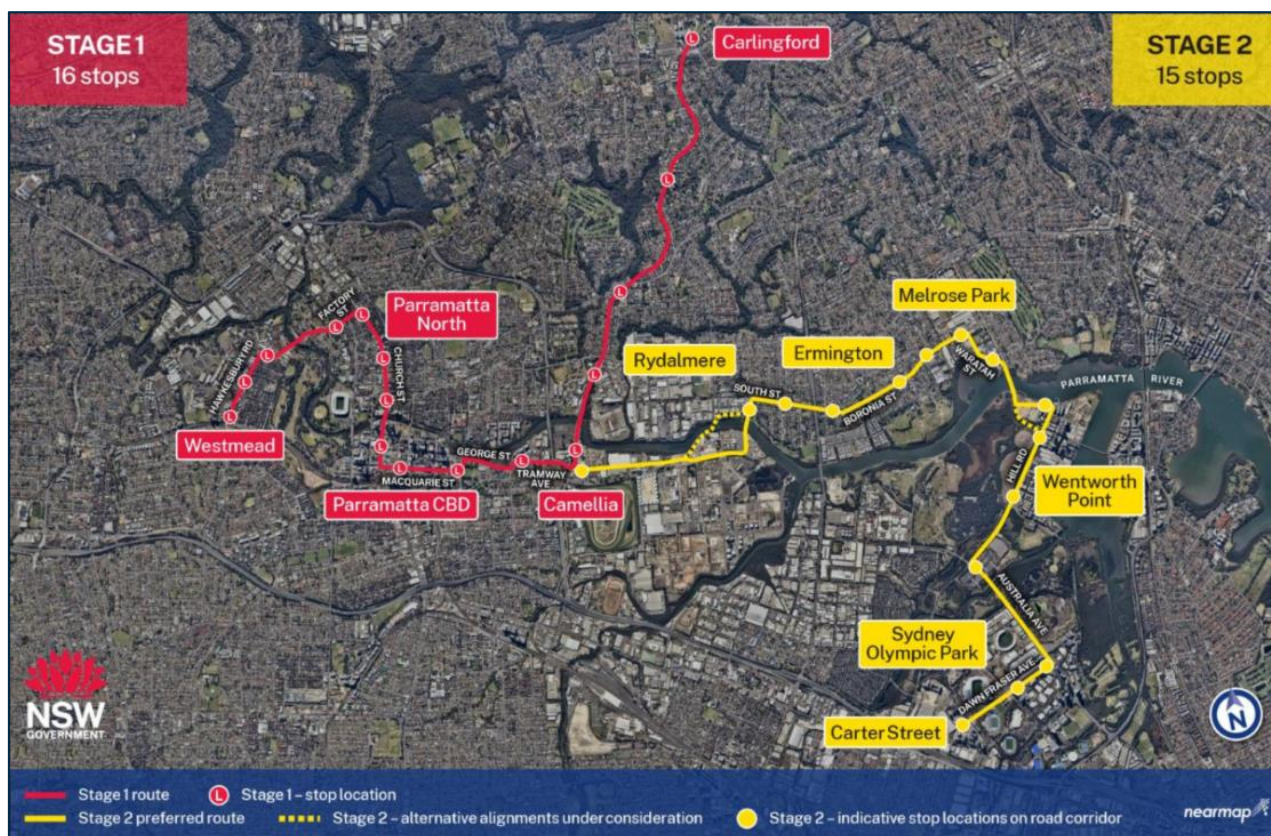 STAGE 1
16 stops
STAGE 2
15 stops
Carlingford
Parramatta
North
FACTORY
ST
HAWKESBURY RD
CHURCH ST
Westmead
Melrose Park
Rydalmere
Ermington
SOUTH ST
BORONIA ST
WARATAH
ST
PARRAMATTA
RIVER
GEORGE ST
TRAMWAY
AVE
MACQUARIE ST
Parramatta CBD
Camellia
HILL RD
Wentworth
Point
AUSTRALIA AVE
Sydney
Olympic Park
DAWN FRASER AVE
Carter Street
NSW
GOVERNMENT
N
Stage 1 route
L
Stage 1 – stop location
Stage 2 preferred route
Stage 2 – alternative alignments under consideration
Stage 2 – indicative stop locations on road corridor
nearmap